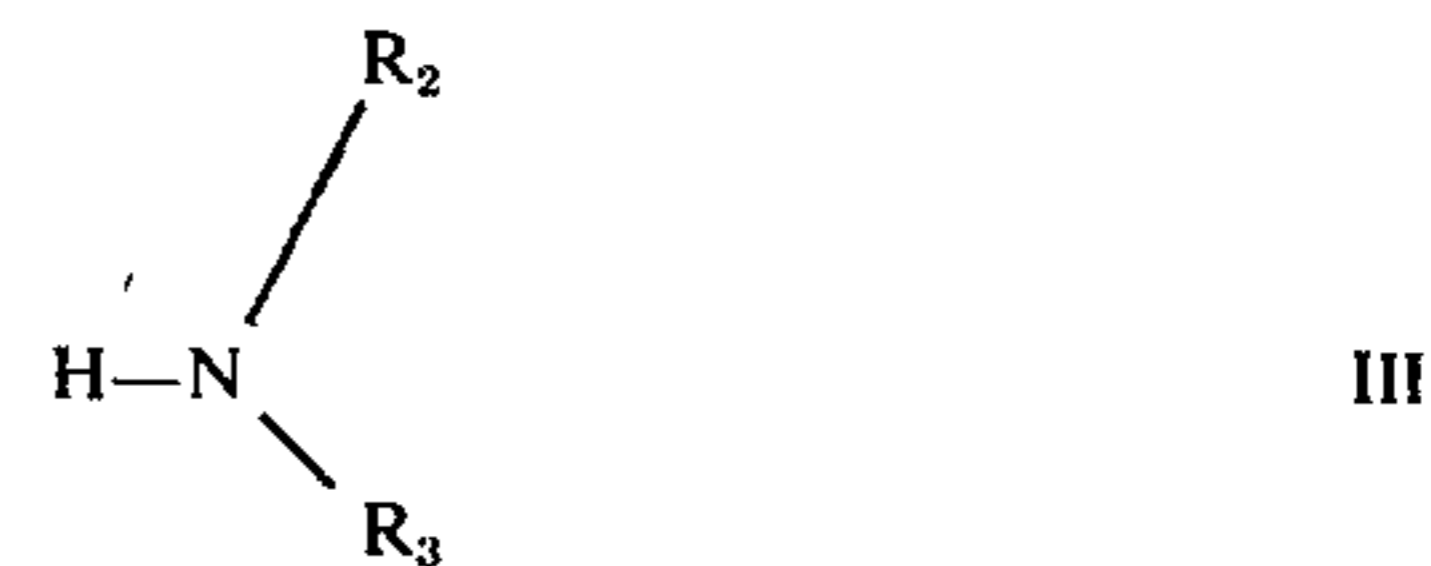 R₂
H—N III
R₃